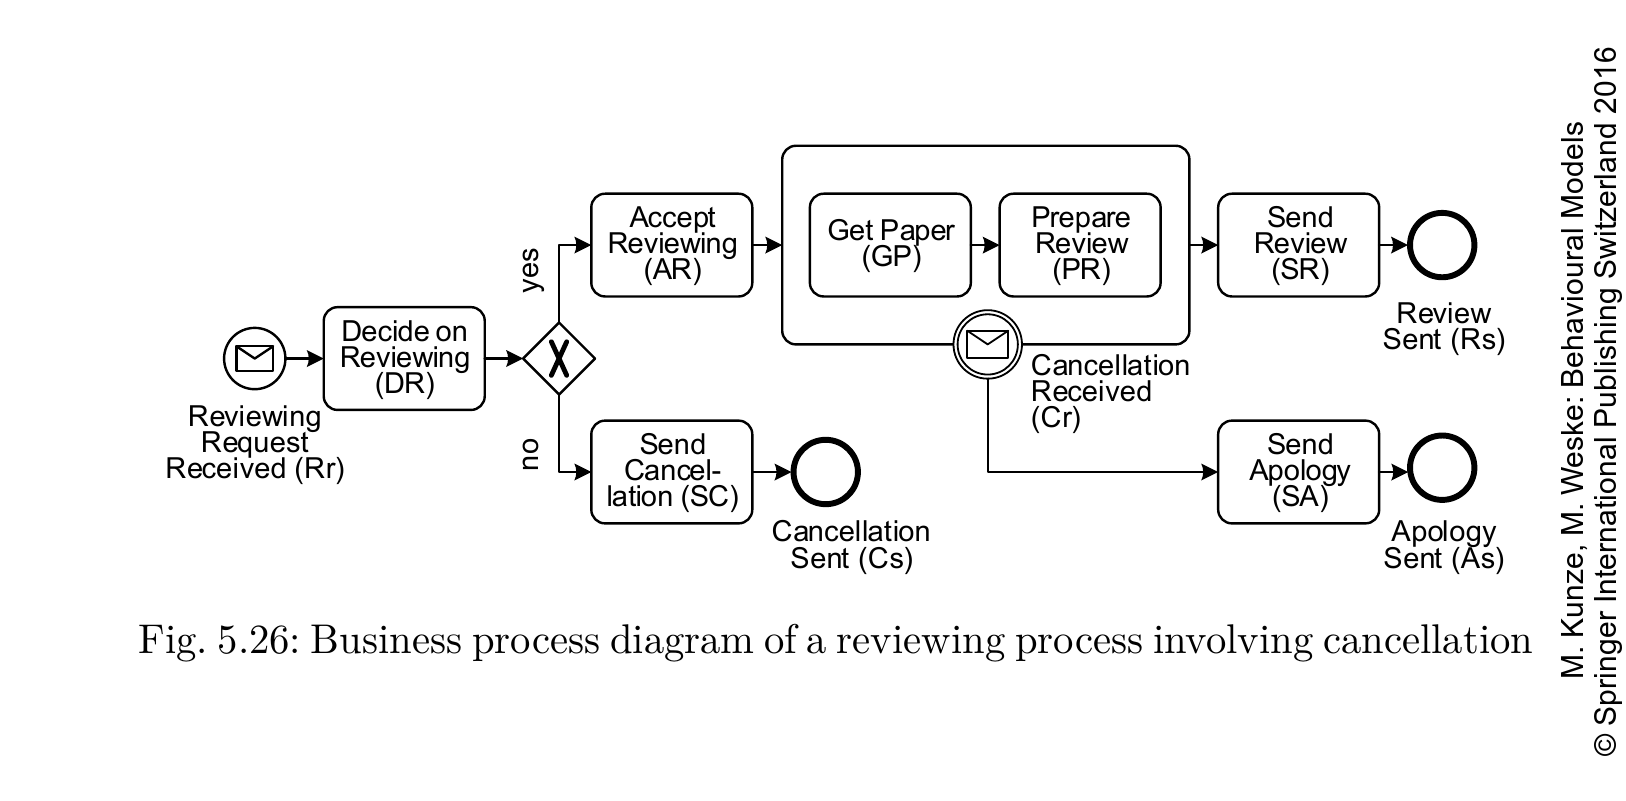 Reviewing
Request
Received (Rr)
Decide on
Reviewing
(DR)
yes
no
Accept
Reviewing
(AR)
Send
Cancel-
lation (SC)
Cancellation
Sent (Cs)
Get Paper
(GP)
Prepare
Review
(PR)
Cancellation
Received
(Cr)
Send
Review
(SR)
Review
Sent (Rs)
Send
Apology
(SA)
Apology
Sent (As)
Fig. 5.26: Business process diagram of a reviewing process involving cancellation
M. Kunze, M. Weske: Behavioural Models
© Springer International Publishing Switzerland 2016